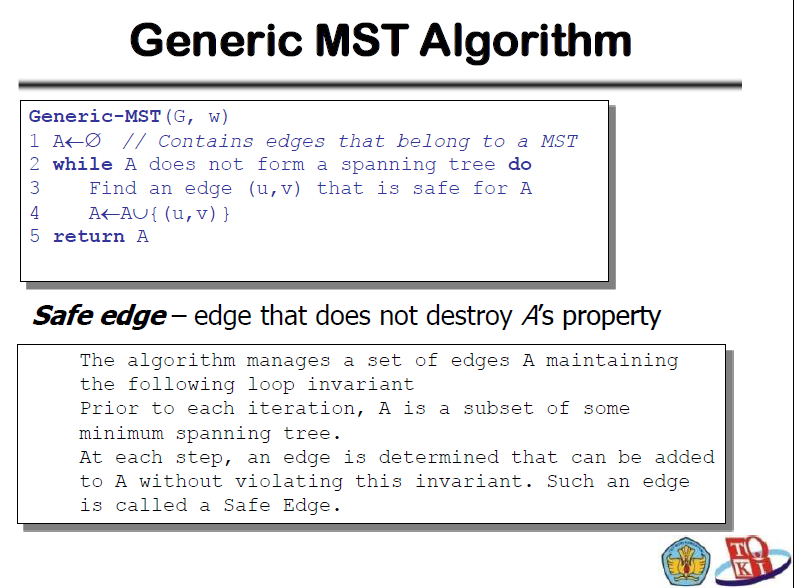 Generic MST Algorithm
Generic-MST(G, w)
1 A←∅ // Contains edges that belong to a MST
2 while A does not form a spanning tree do
3 Find an edge (u,v) that is safe for A
4 A←A∪{(u,v)}
5 return A
Safe edge – edge that does not destroy A's property
The algorithm manages a set of edges A maintaining
the following loop invariant
Prior to each iteration, A is a subset of some
minimum spanning tree.
At each step, an edge is determined that can be added
to A without violating this invariant. Such an edge
is called a Safe Edge.
TOKI